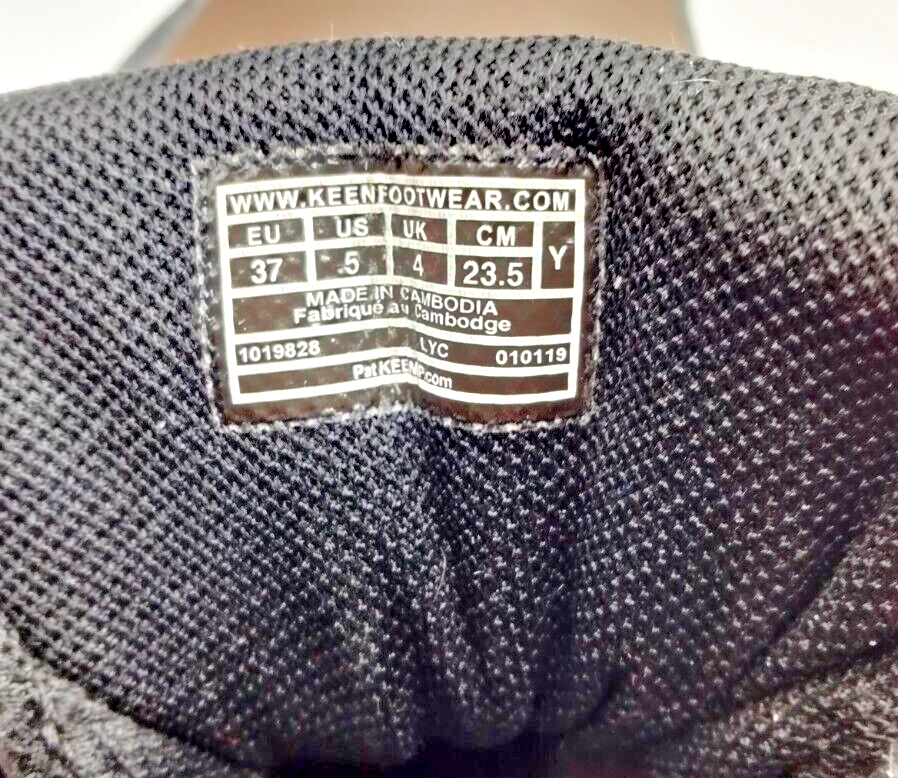 WWW.KEENFOOTWEAR.COM
EU US UK CM Y
37 5 4 23.5
MADE IN CAMBODIA
Fabriqué au Cambodge
1019828 LYC 010119
PatKEENIP.com